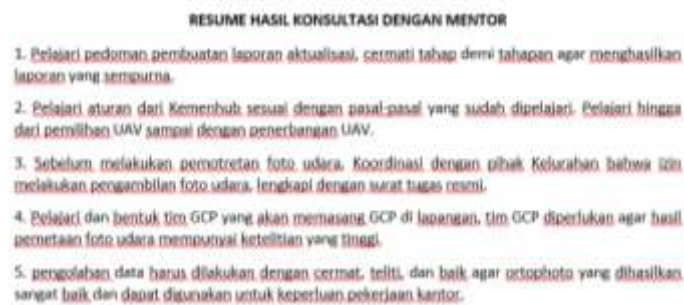 RESUME HASIL KONSULTASI DENGAN MENTOR
1. Pelajari pedoman pembuatan laporan aktualisasi, cermati tahap demi tahapan agar menghasilkan
laporan yang sempurna.
2. Pelajari aturan dari Kemenhub sesuai dengan pasal-pasal yang sudah dipelajari. Pelajari hingga
dari pemilihan UAV sampai dengan penerbangan UAV.
3. Sebelum melakukan pemotretan foto udara, Koordinasi dengan pihak Kelurahan bahwa izin
melakukan pengambilan foto udara, lengkapi dengan surat tugas resmi.
4. Pelajari dan bentuk tim GCP yang akan memasang GCP di lapangan, tim GCP diperlukan agar hasil
pemetaan foto udara mempunyai ketelitian yang tinggi.
5. pengolahan data harus dilakukan dengan cermat, teliti, dan baik agar ortophoto yang dihasilkan
sangat baik dan dapat digunakan untuk keperluan pekerjaan kantor.